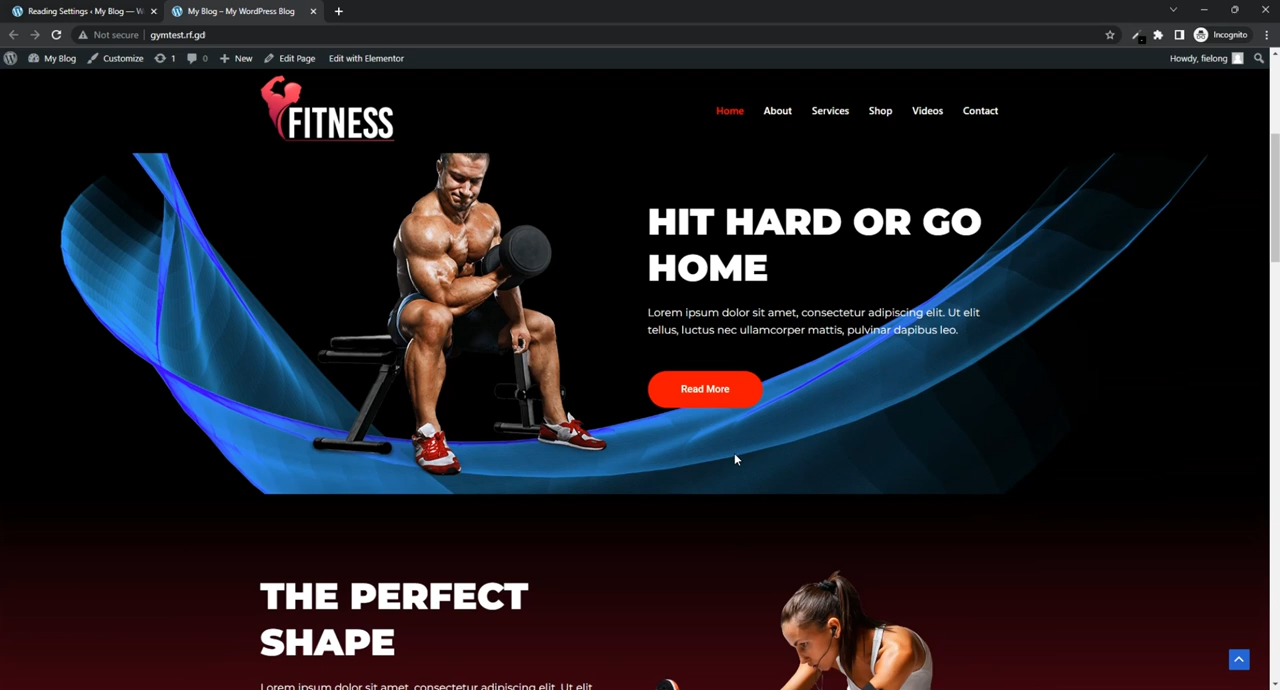 Reading Settings ‹ My Blog — W
My Blog – My WordPress Blog
Not secure
gymtest.rf.gd
Incognito
My Blog
Customize
1
0
New
Edit Page
Edit with Elementor
Howdy, fielong
FITNESS
Home
About
Services
Shop
Videos
Contact
HIT HARD OR GO
HOME
Lorem ipsum dolor sit amet, consectetur adipiscing elit. Ut elit
tellus, luctus nec ullamcorper mattis, pulvinar dapibus leo.
Read More
THE PERFECT
SHAPE
Lorem ipsum dolor sit amet, consectetur adipiscing elit. Ut elit